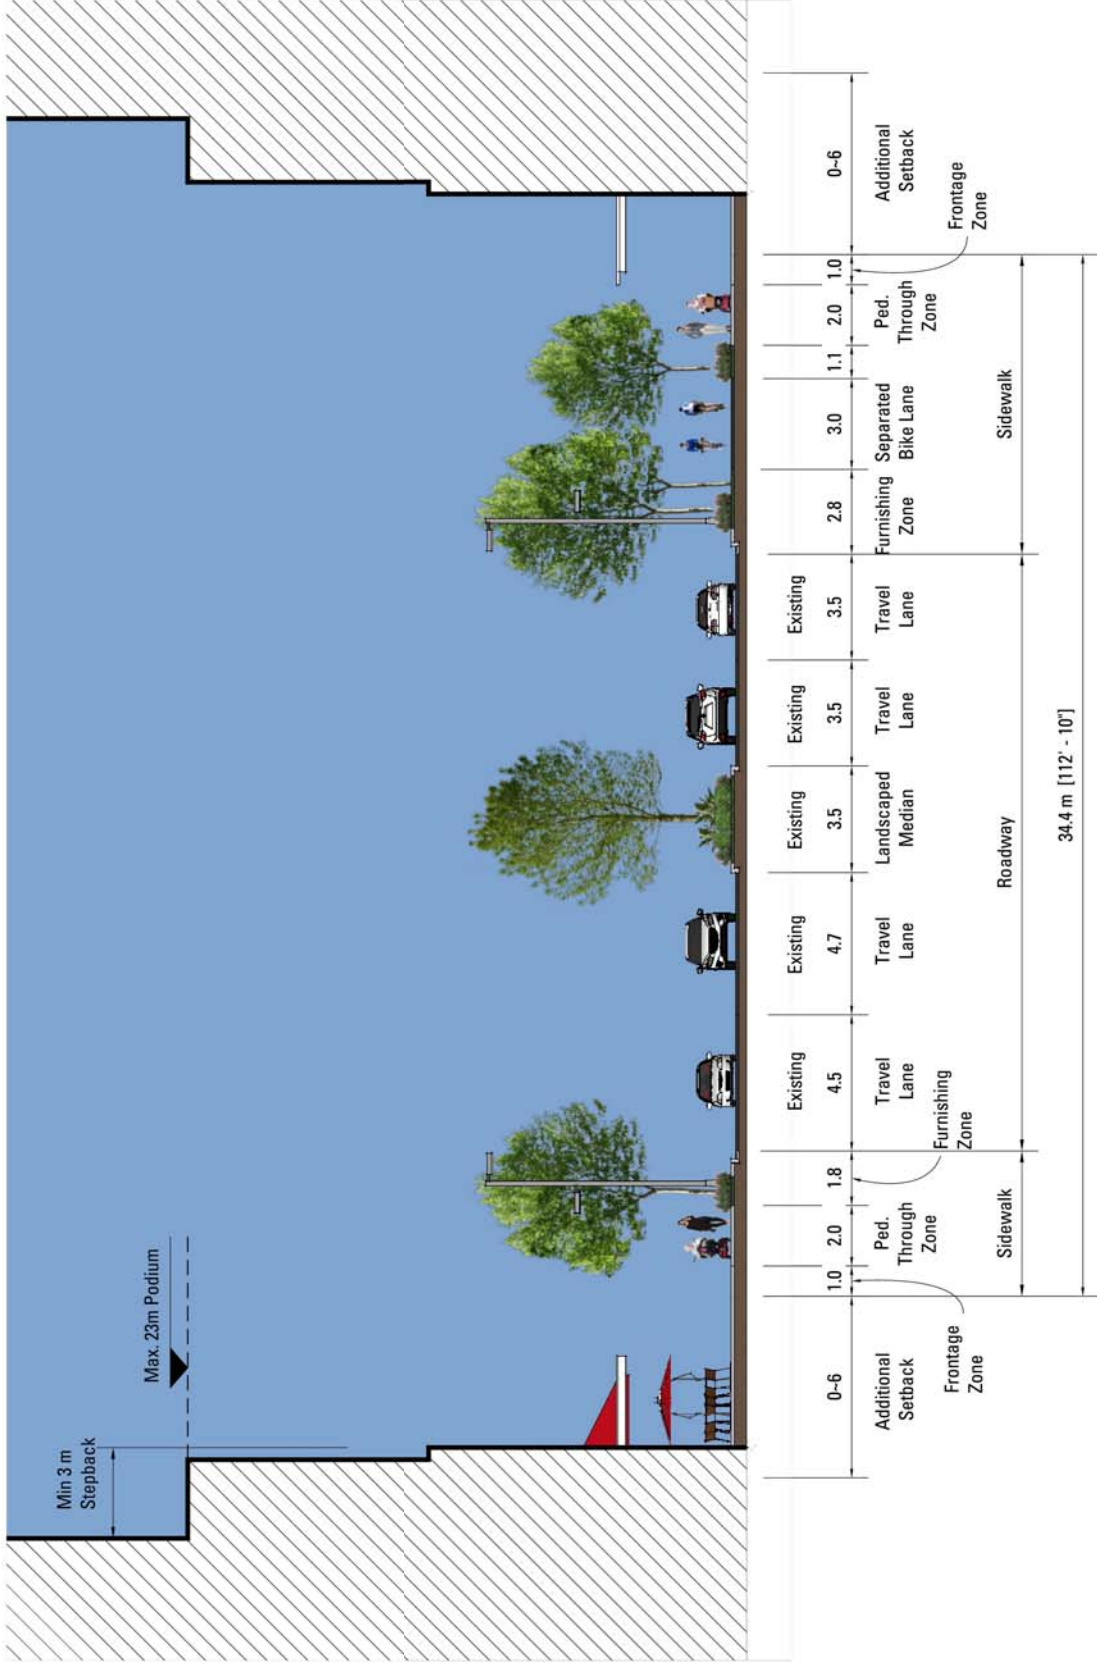 Min 3 m
Stepback
Max. 23m Podium
Existing
Existing
Existing
Existing
Existing
0~6
1.0
2.0
1.8
4.5
4.7
3.5
3.5
3.5
2.8
3.0
1.1
2.0
1.0
0~6
Additional
Setback
Ped.
Through
Zone
Travel
Lane
Travel
Lane
Landscaped
Median
Travel
Lane
Travel
Lane
Furnishing
Zone
Separated
Bike Lane
Ped.
Through
Zone
Additional
Setback
Frontage
Zone
Furnishing
Zone
Frontage
Zone
Sidewalk
Roadway
Sidewalk
34.4 m [112' - 10"]